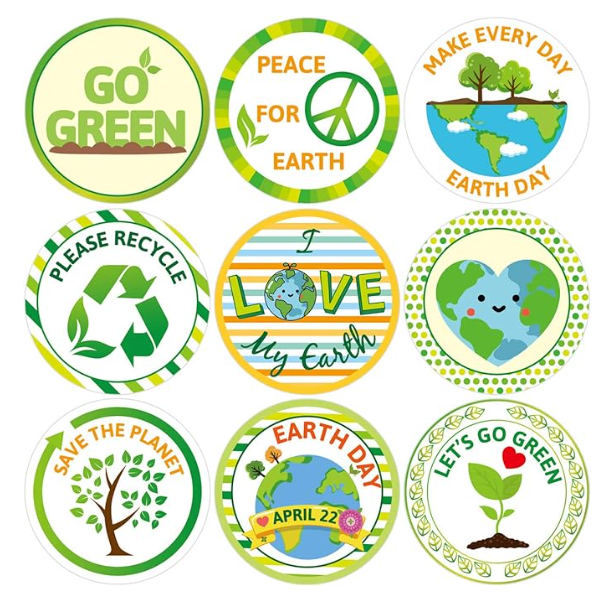 GO
GREEN
PEACE
FOR
EARTH
MAKE EVERY DAY
EARTH DAY
PLEASE RECYCLE
I
LOVE
My Earth
SAVE THE PLANET
EARTH DAY
APRIL 22
LET'S GO GREEN